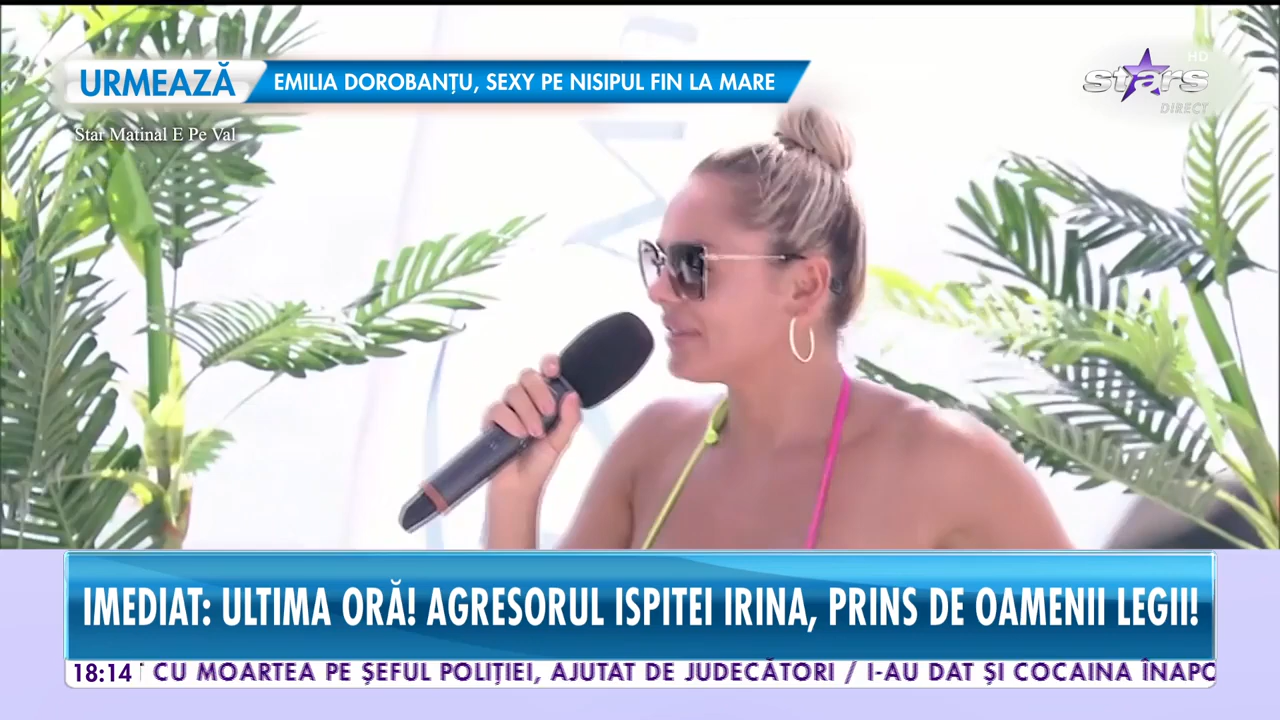 URMEAZĂ
EMILIA DOROBANȚU, SEXY PE NISIPUL FIN LA MARE
HD
stars
DIRECT
Star Matinal E Pe Val
IMEDIAT: ULTIMA ORĂ! AGRESORUL ISPITEI IRINA, PRINS DE OAMENII LEGII!
18:14 CU MOARTEA PE ȘEFUL POLIȚIEI, AJUTAT DE JUDECĂTORI / I-AU DAT ȘI COCAINA ÎNAPO